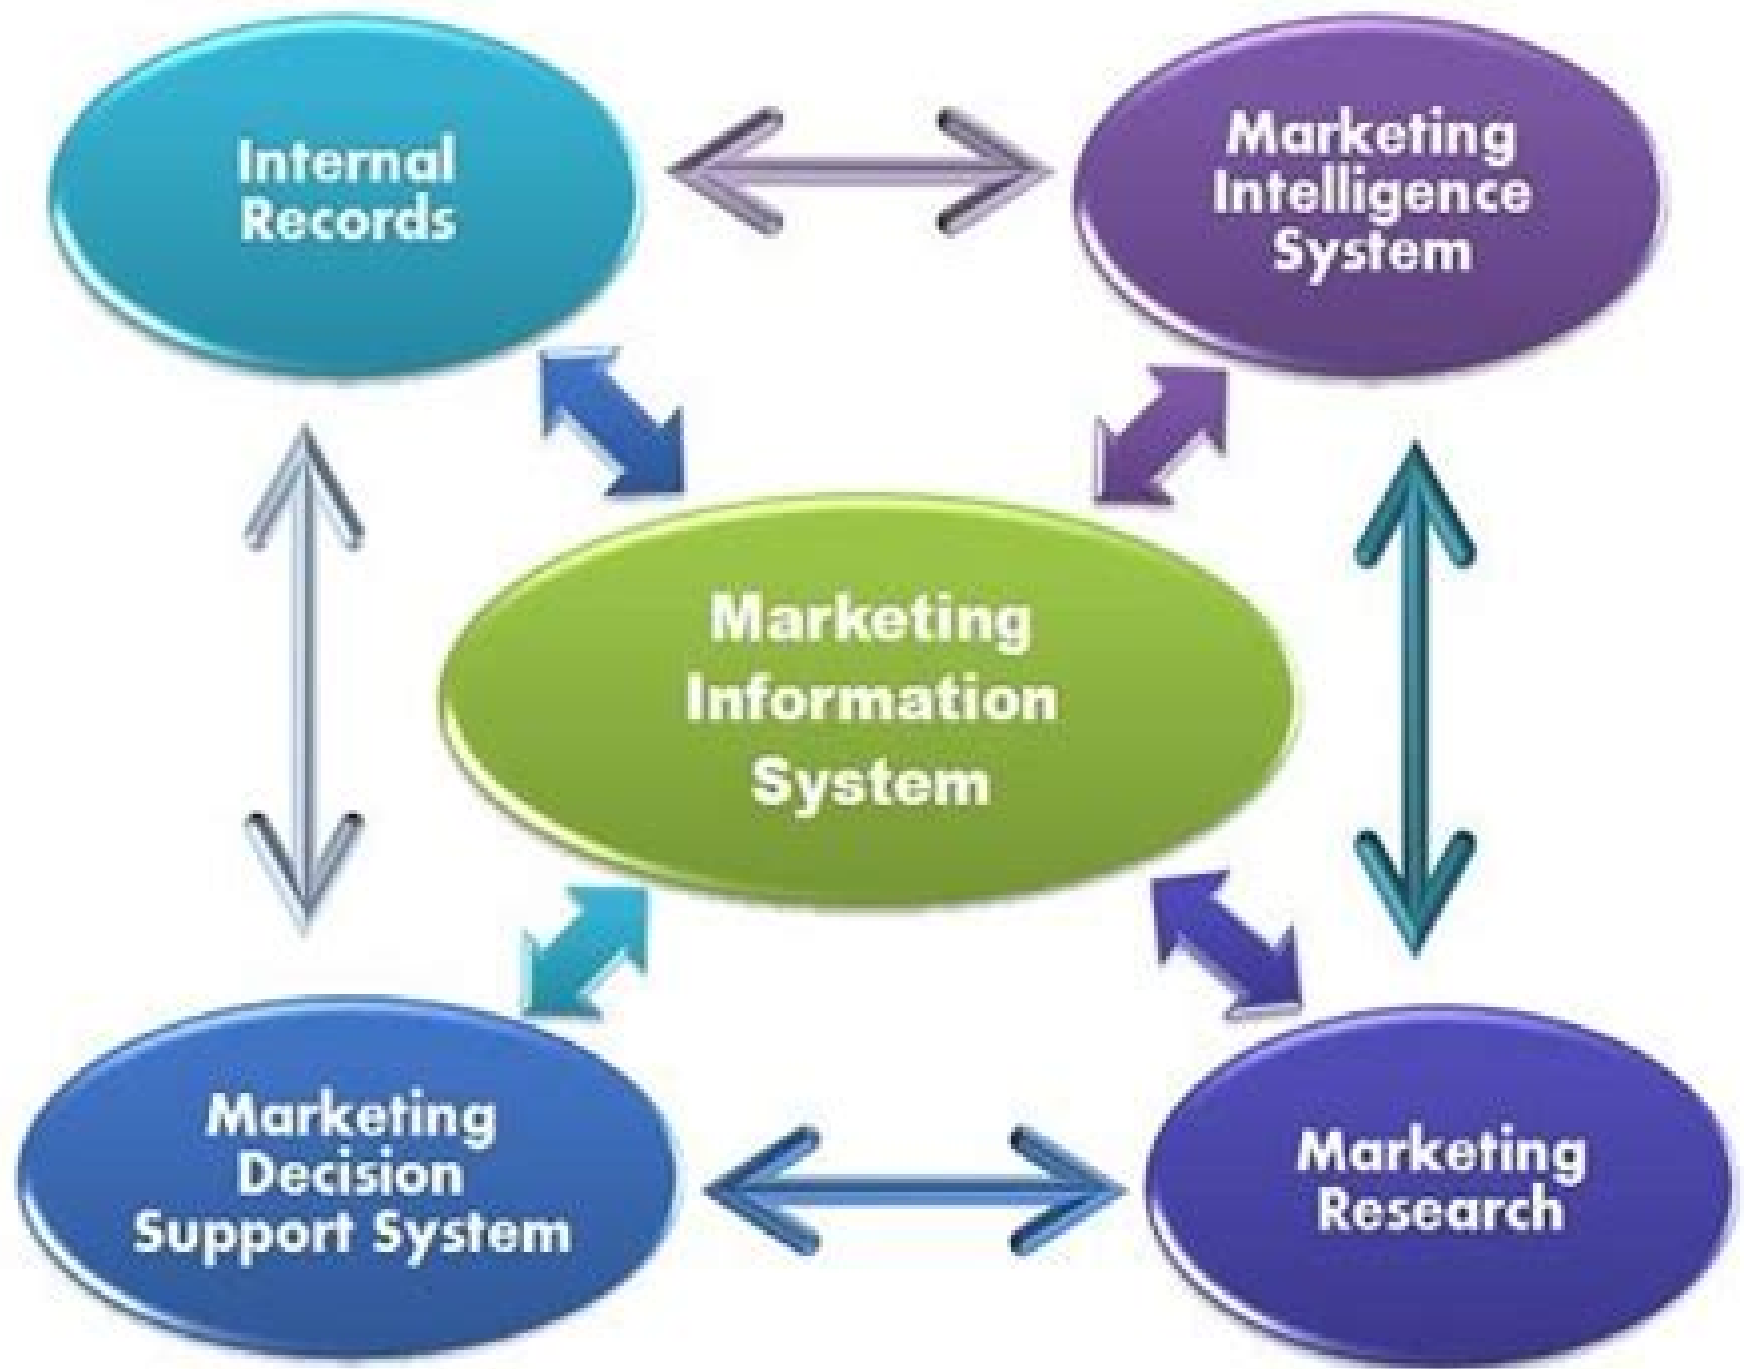 Internal
Records
Marketing
Intelligence
System
Marketing
Information
System
Marketing
Decision
Support System
Marketing
Research